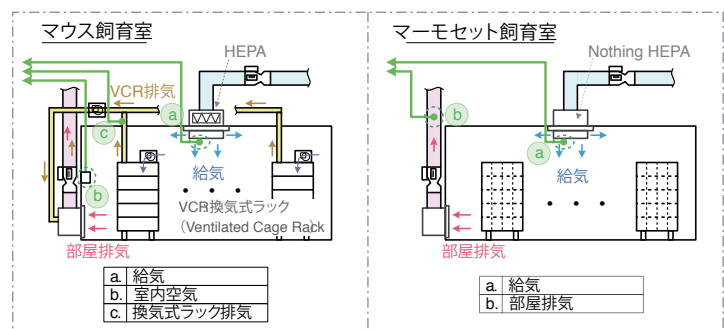 マウス飼育室
HEPA
VCR排気
a
c
b
給気
VCR換気式ラック
(Ventilated Cage Rack
部屋排気
a. 給気
b. 室内空気
c. 換気式ラック排気
マーモセット飼育室
Nothing HEPA
b
a
給気
部屋排気
a. 給気
b. 部屋排気